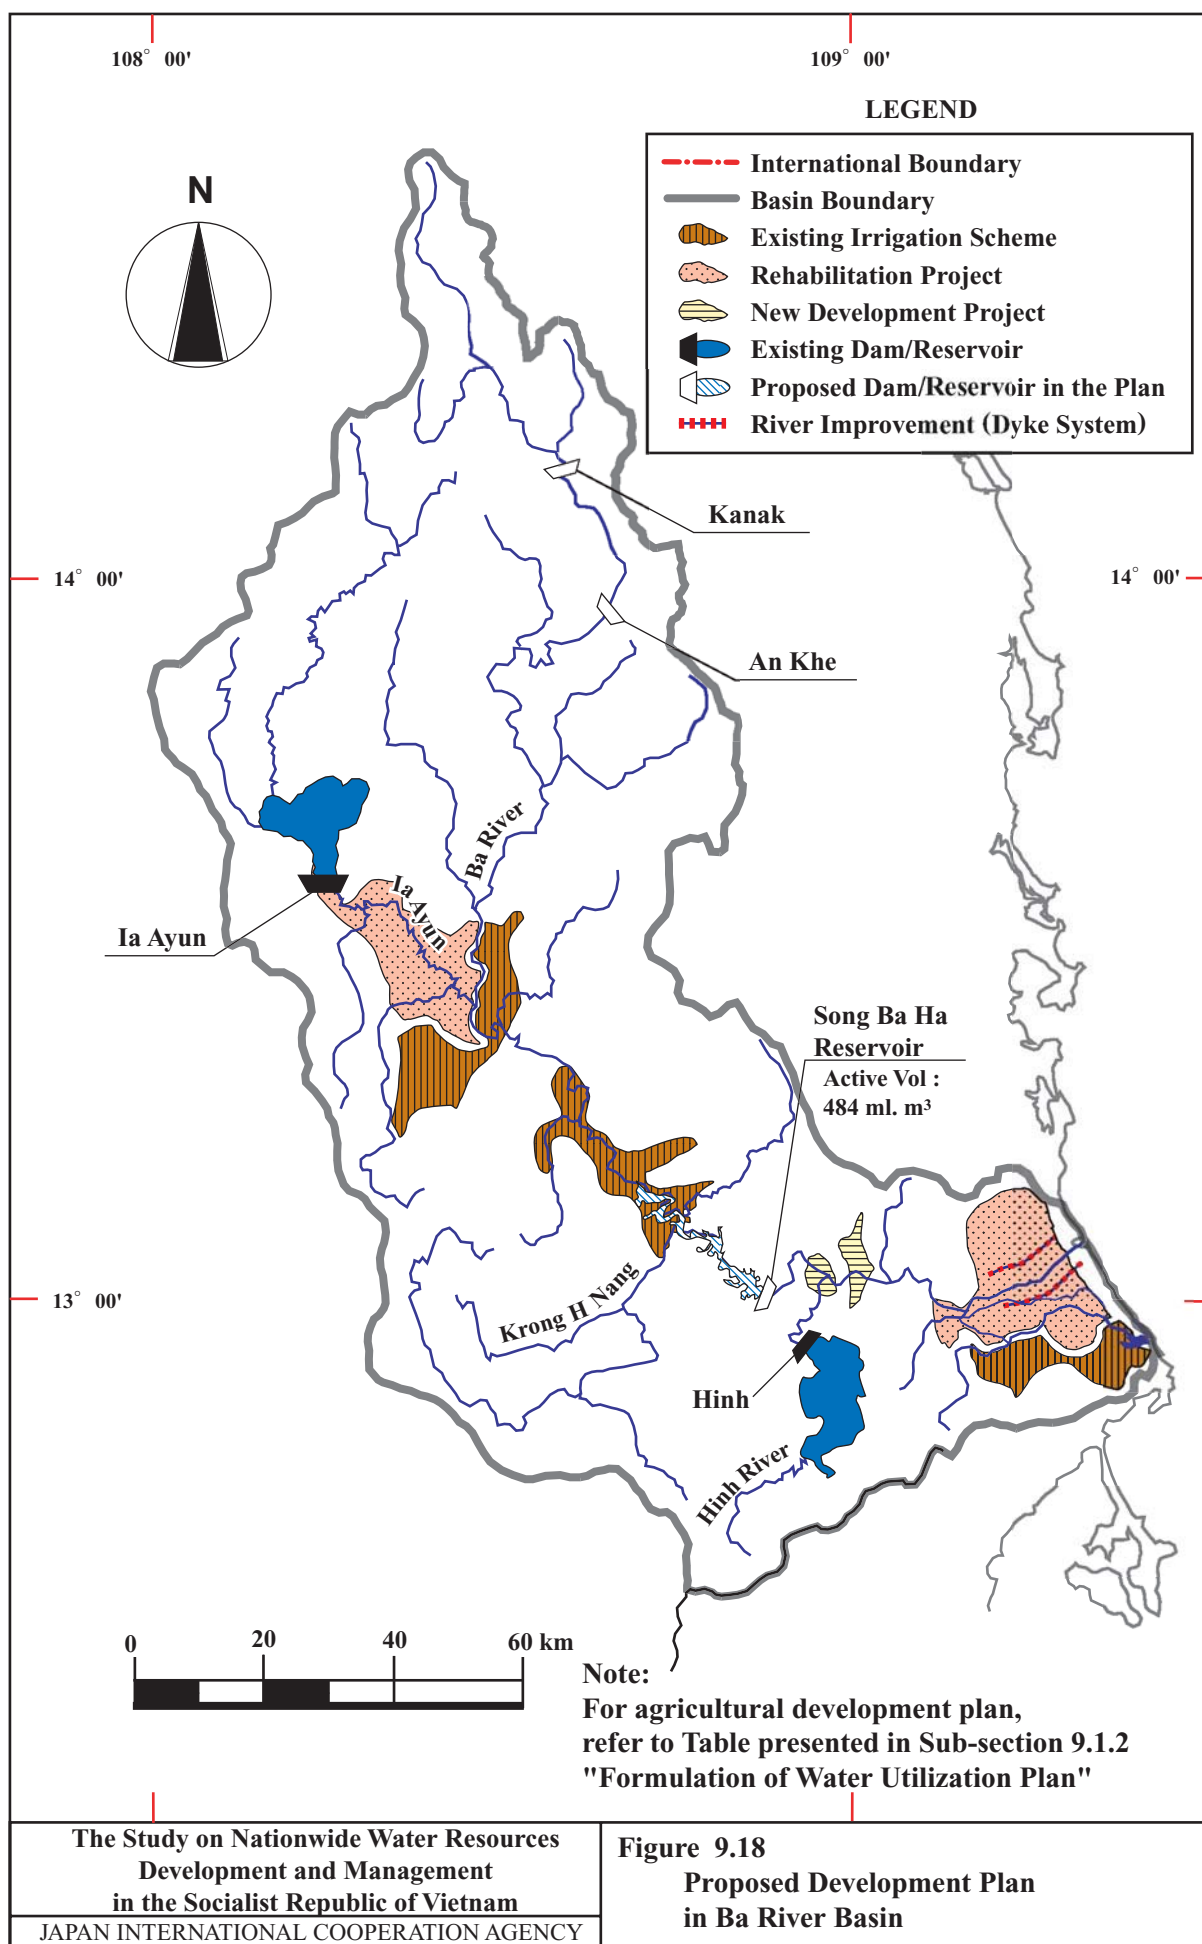 108° 00'
109° 00'
LEGEND
International Boundary
Basin Boundary
Existing Irrigation Scheme
Rehabilitation Project
New Development Project
Existing Dam/Reservoir
Proposed Dam/Reservoir in the Plan
River Improvement (Dyke System)
N
Kanak
14° 00'
14° 00'
An Khe
Ba River
Ia Ayun
Ia Ayun
Song Ba Ha
Reservoir
Active Vol :
484 ml. m³
13° 00'
Krong H Nang
Hinh
Hinh River
0 20 40 60 km
Note:
For agricultural development plan,
refer to Table presented in Sub-section 9.1.2
"Formulation of Water Utilization Plan"
The Study on Nationwide Water Resources
Development and Management
in the Socialist Republic of Vietnam
JAPAN INTERNATIONAL COOPERATION AGENCY
Figure 9.18
Proposed Development Plan
in Ba River Basin